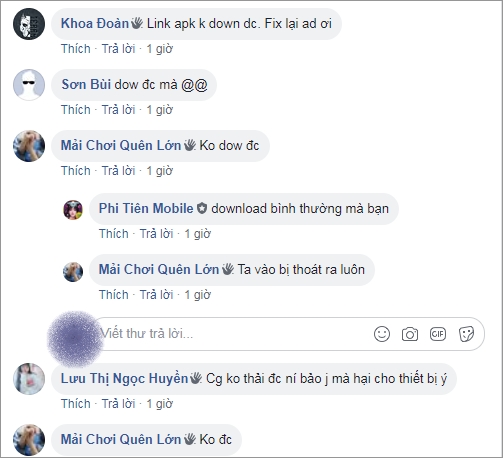 Khoa Đoàn Link apk k down dc. Fix lại ad ơi
Thích · Trả lời · 1 giờ
Sơn Bùi dow đc mà @@
Thích · Trả lời · 1 giờ
Mải Chơi Quên Lớn Ko dow đc
Thích · Trả lời · 1 giờ
Phi Tiên Mobile download bình thường mà bạn
Thích · Trả lời · 1 giờ
Mải Chơi Quên Lớn Ta vào bị thoát ra luôn
Thích · Trả lời · 1 giờ
Viết thư trả lời...
GIF
Lưu Thị Ngọc Huyền Cg ko thải đc ní bảo j mà hại cho thiết bị ý
Thích · Trả lời · 1 giờ
Mải Chơi Quên Lớn Ko đc